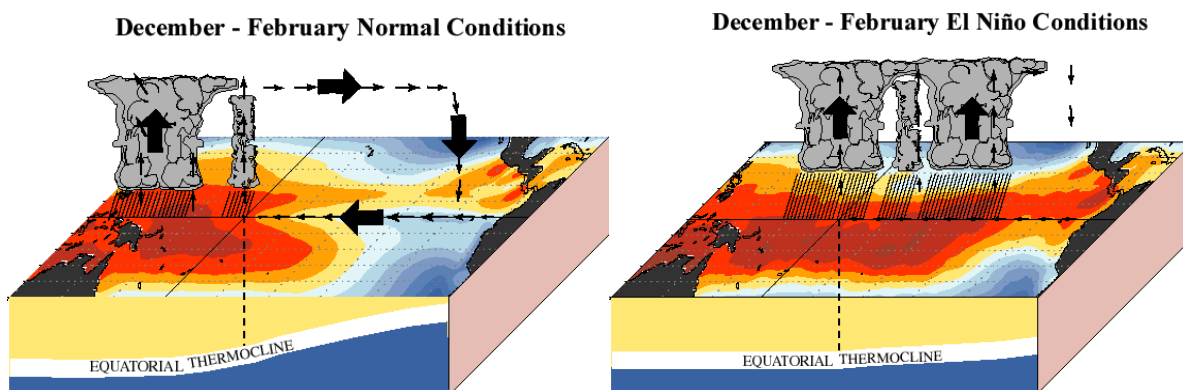 December - February Normal Conditions
December - February El Niño Conditions
EQUATORIAL THERMOCLINE
EQUATORIAL THERMOCLINE